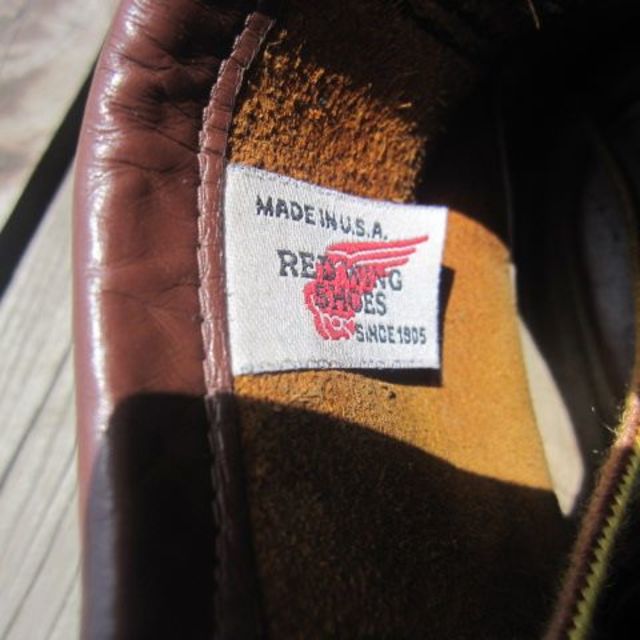 MADE IN U.S.A.
RED WING
SHOES
SINCE 1905